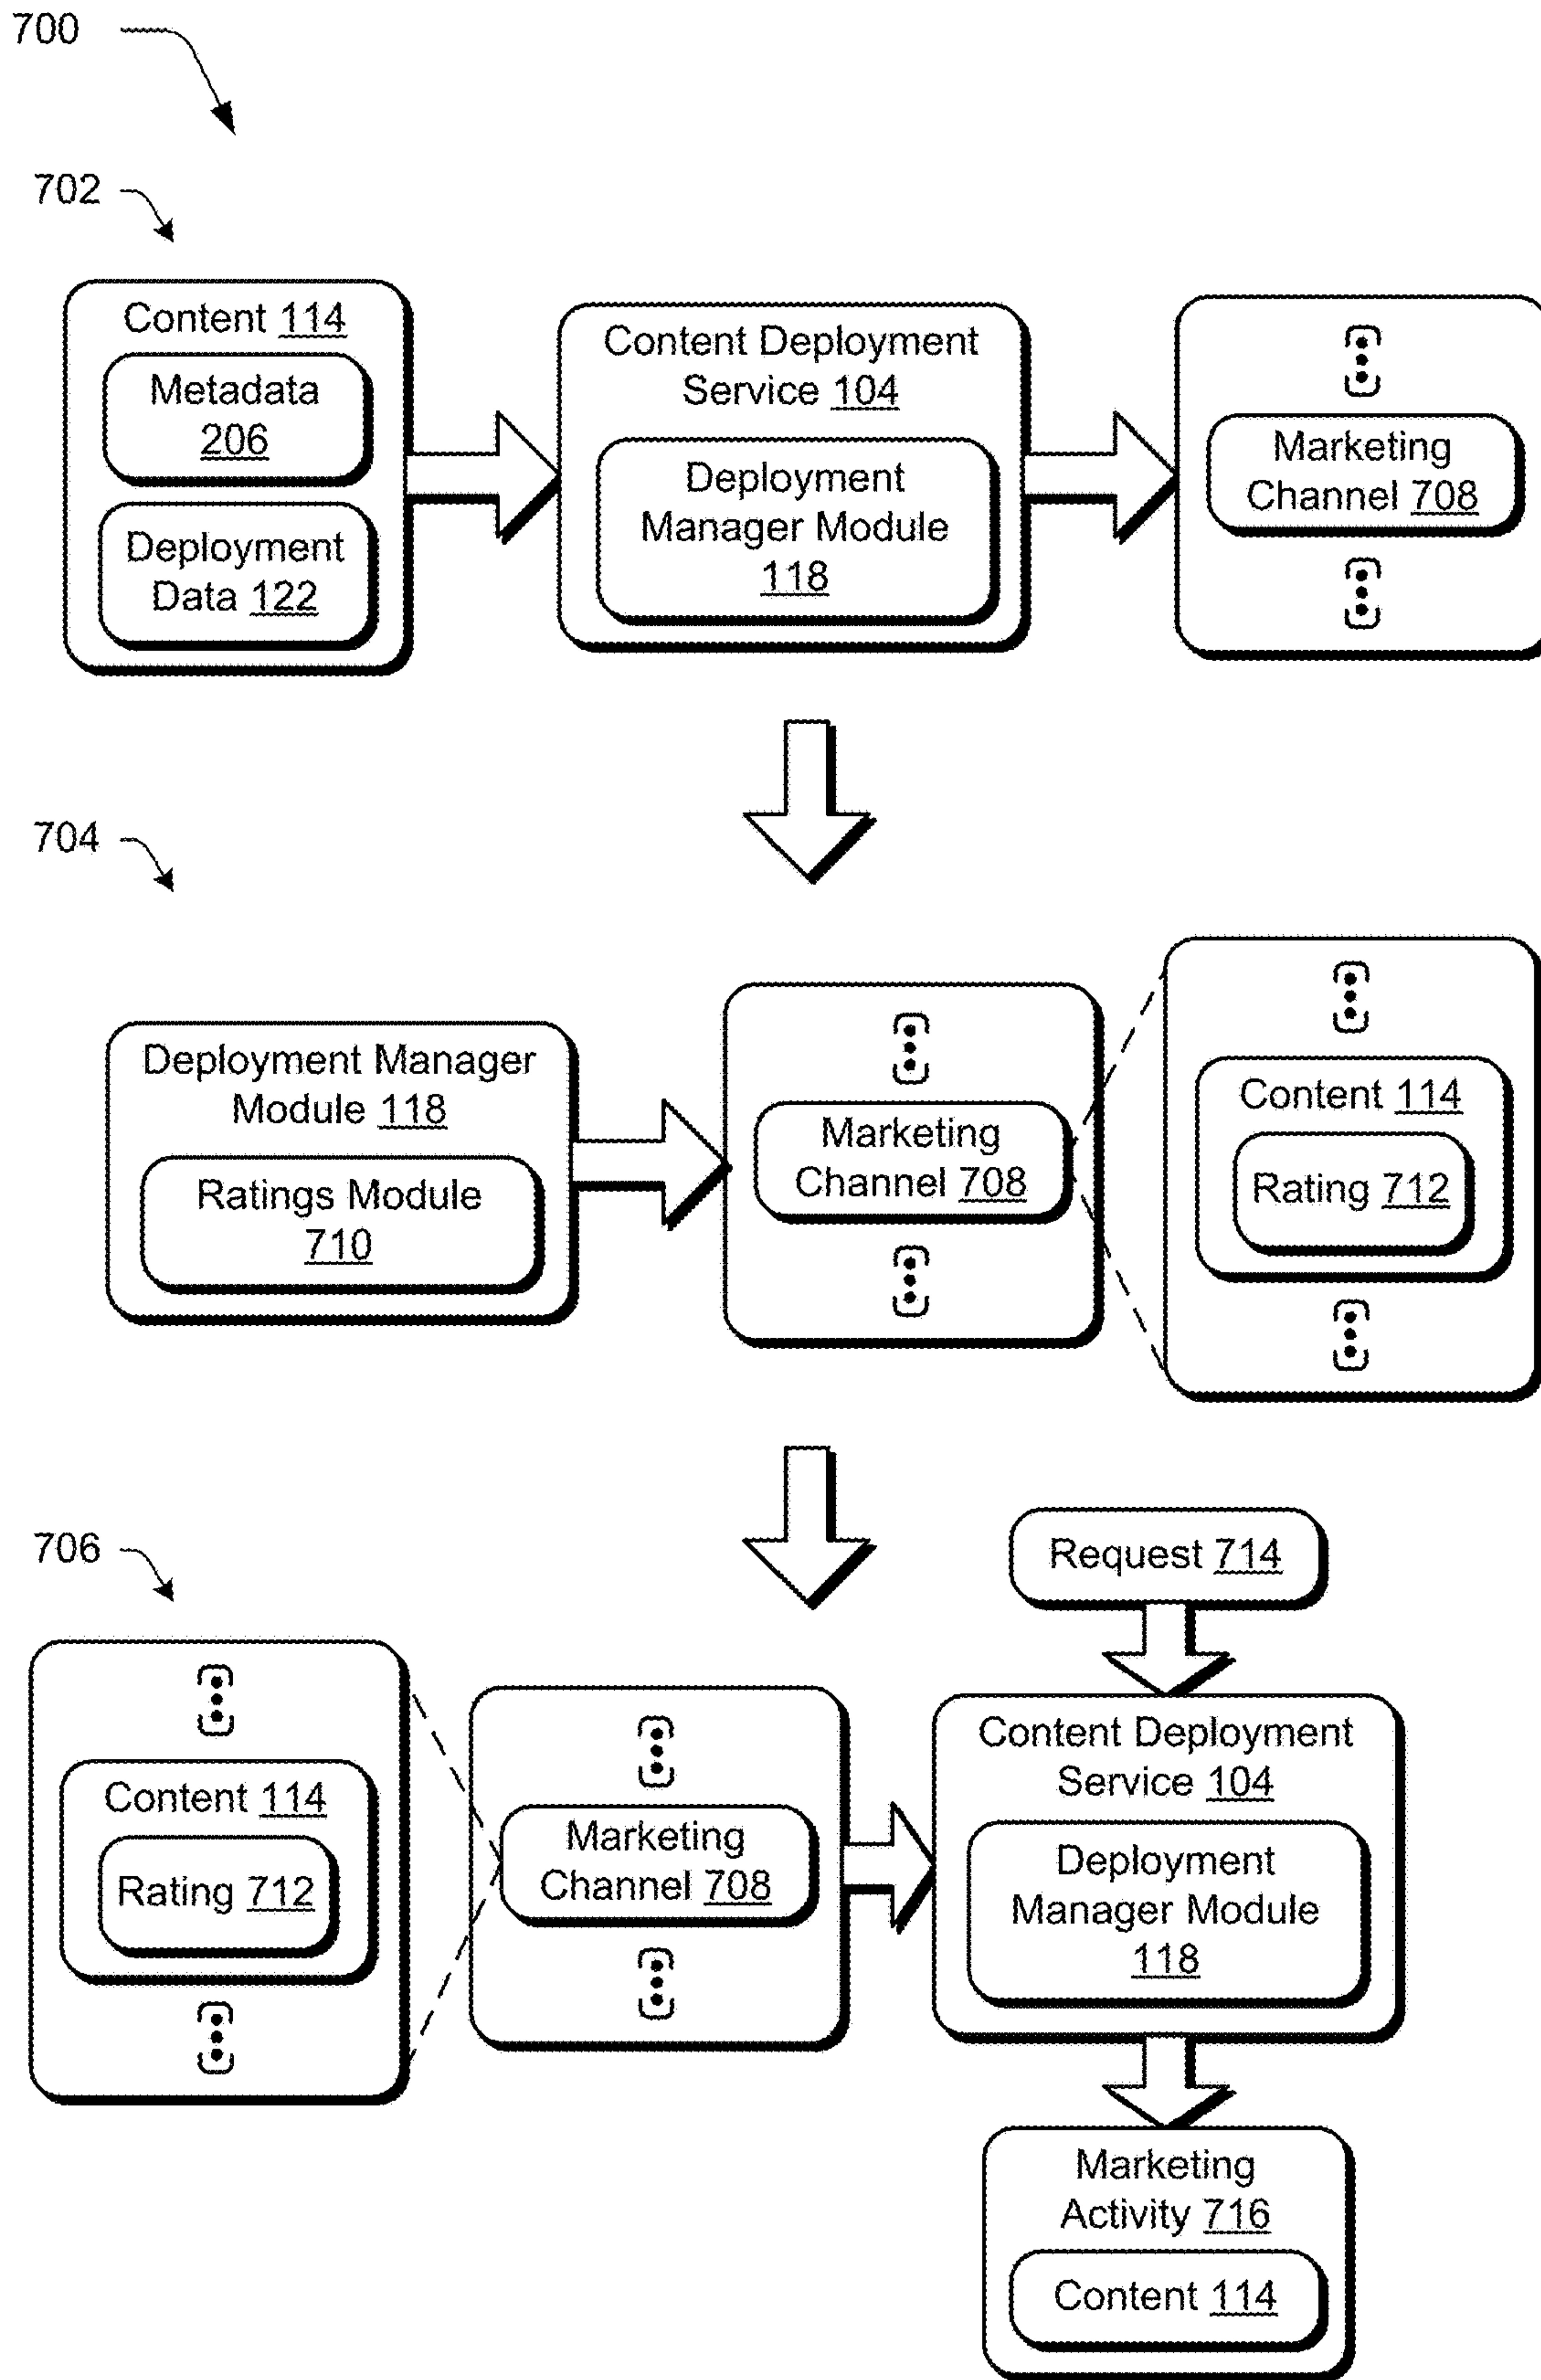 700
702
Content 114
Metadata
206
Deployment
Data 122
Content Deployment
Service 104
Deployment
Manager Module
118
Marketing
Channel 708
704
Deployment Manager
Module 118
Ratings Module
710
Marketing
Channel 708
Content 114
Rating 712
706
Content 114
Rating 712
Marketing
Channel 708
Request 714
Content Deployment
Service 104
Deployment
Manager Module
118
Marketing
Activity 716
Content 114